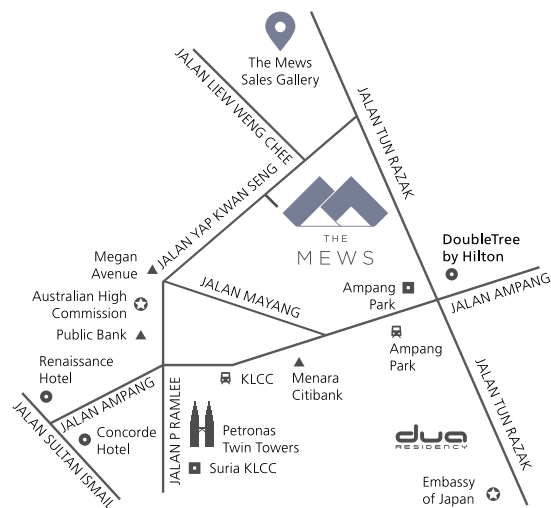 The Mews
Sales Gallery
JALAN LIEW WENG CHEE
JALAN TUN RAZAK
JALAN YAP KWAN SENG
THE
MEWS
DoubleTree
by Hilton
Megan
Avenue
JALAN MAYANG
Ampang
Park
JALAN AMPANG
Australian High
Commission
Public Bank
Ampang
Park
Renaissance
Hotel
KLCC
Menara
Citibank
JALAN AMPANG
JALAN TUN RAZAK
JALAN SULTAN ISMAIL
Concorde
Hotel
JALAN P RAMLEE
Petronas
Twin Towers
dua
RESIDENCY
Suria KLCC
Embassy
of Japan